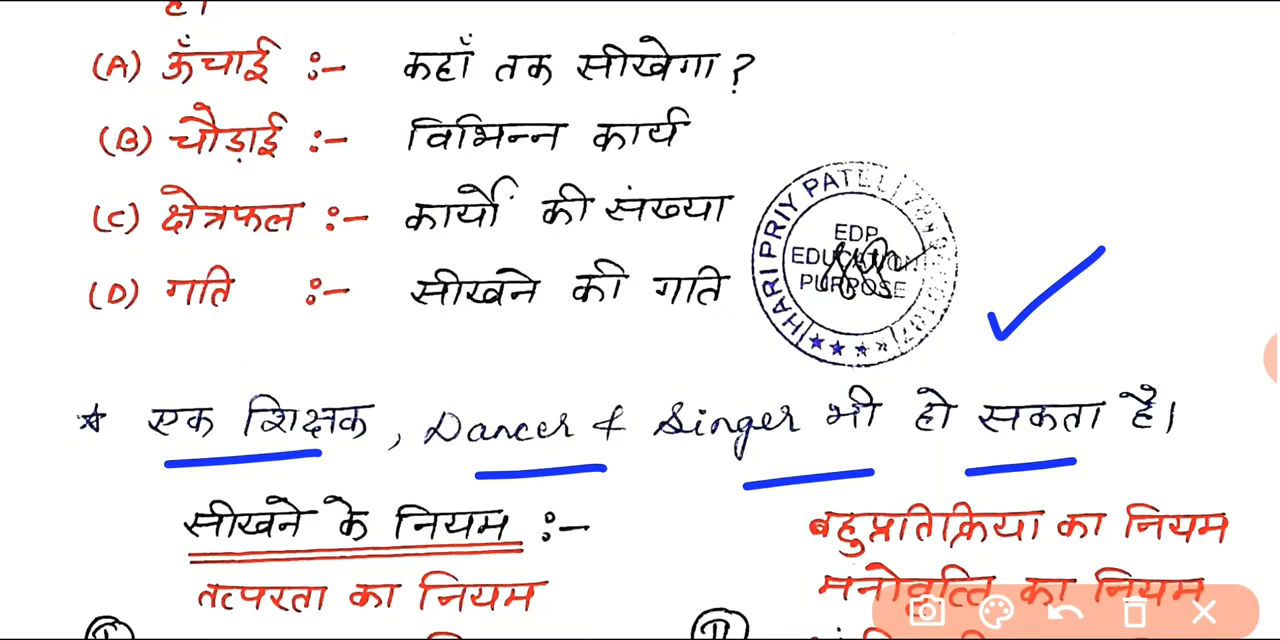 है।
(A) ऊँचाई :- कहाँ तक सीखेगा?
(B) चौड़ाई :- विभिन्न कार्य
(C) क्षेत्रफल :- कार्यों की संख्या
(D) गति :- सीखने की गति
HARI PRIY PATEL
EDP
EDUCATION
PURPOSE
* एक शिक्षक, Dancer & Singer भी हो सकता है।
सीखने के नियम :-
तत्परता का नियम
बहुप्रतिक्रिया का नियम
मनोवृत्ति का नियम